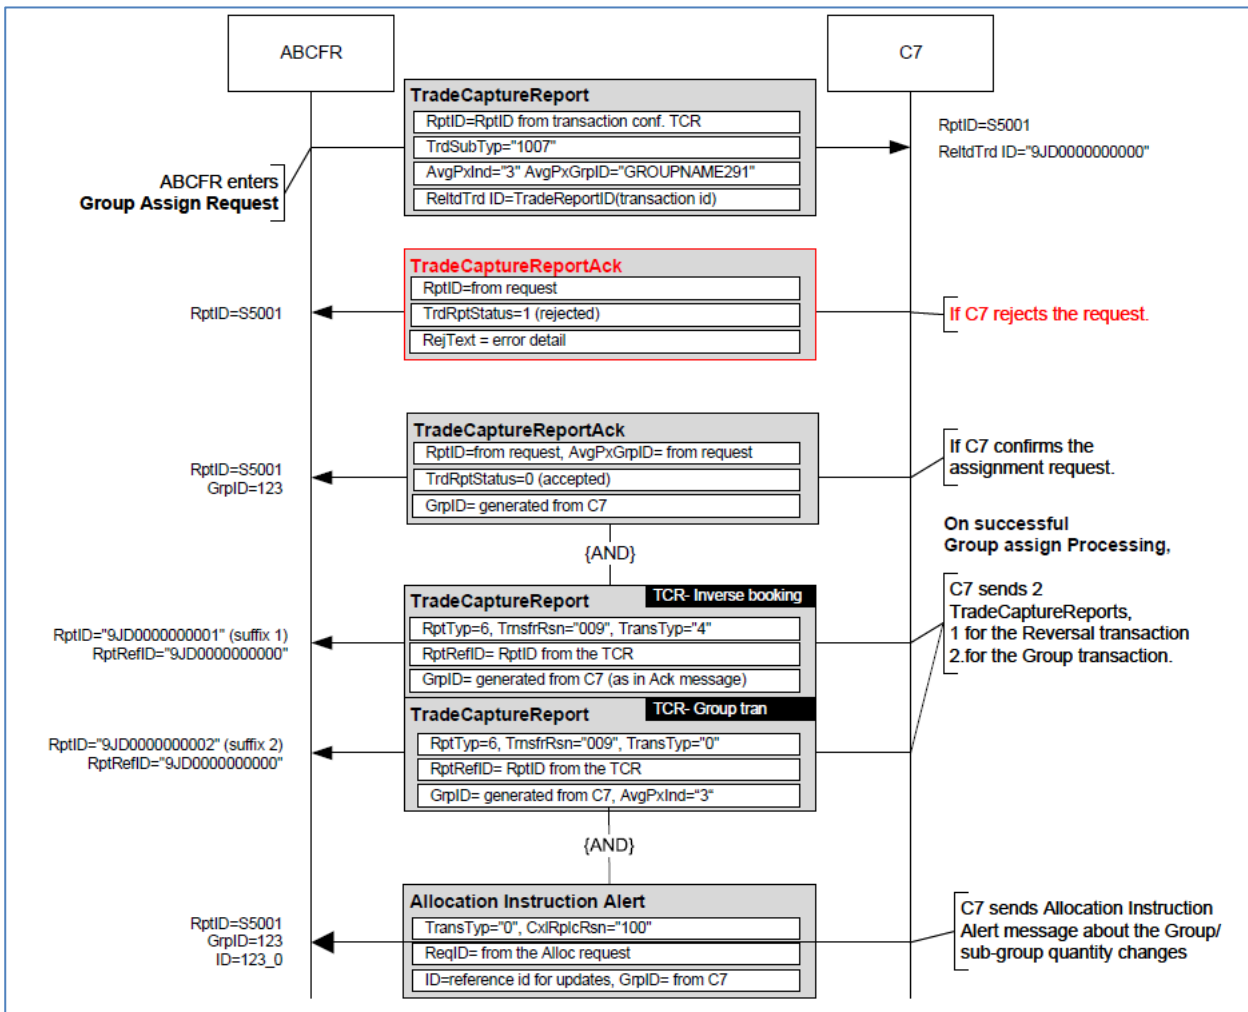 ABCFR
C7
TradeCaptureReport
RptID=RptID from transaction conf. TCR
TrdSubTyp="1007"
AvgPxInd="3" AvgPxGrpID="GROUPNAME291"
ReltdTrd ID=TradeReportID(transaction id)
RptID=S5001
ReltdTrd ID="9JD0000000000"
ABCFR enters
Group Assign Request
TradeCaptureReportAck
RptID=from request
TrdRptStatus=1 (rejected)
RejText = error detail
RptID=S5001
If C7 rejects the request.
TradeCaptureReportAck
RptID=from request, AvgPxGrpID= from request
TrdRptStatus=0 (accepted)
GrpID= generated from C7
RptID=S5001
GrpID=123
If C7 confirms the
assignment request.
{AND}
On successful
Group assign Processing,
C7 sends 2
TradeCaptureReports,
1 for the Reversal transaction
2.for the Group transaction.
TradeCaptureReport
TCR- Inverse booking
RptTyp=6, TrnsfrRsn="009", TransTyp="4"
RptRefID= RptID from the TCR
GrpID= generated from C7 (as in Ack message)
RptID="9JD0000000001" (suffix 1)
RptRefID="9JD0000000000"
TradeCaptureReport
TCR- Group tran
RptTyp=6, TrnsfrRsn="009", TransTyp="0"
RptRefID= RptID from the TCR
GrpID= generated from C7, AvgPxInd=“3“
RptID="9JD0000000002" (suffix 2)
RptRefID="9JD0000000000"
{AND}
Allocation Instruction Alert
TransTyp="0", CxlRplcRsn="100"
ReqID= from the Alloc request
ID=reference id for updates, GrpID= from C7
RptID=S5001
GrpID=123
ID=123_0
C7 sends Allocation Instruction
Alert message about the Group/
sub-group quantity changes